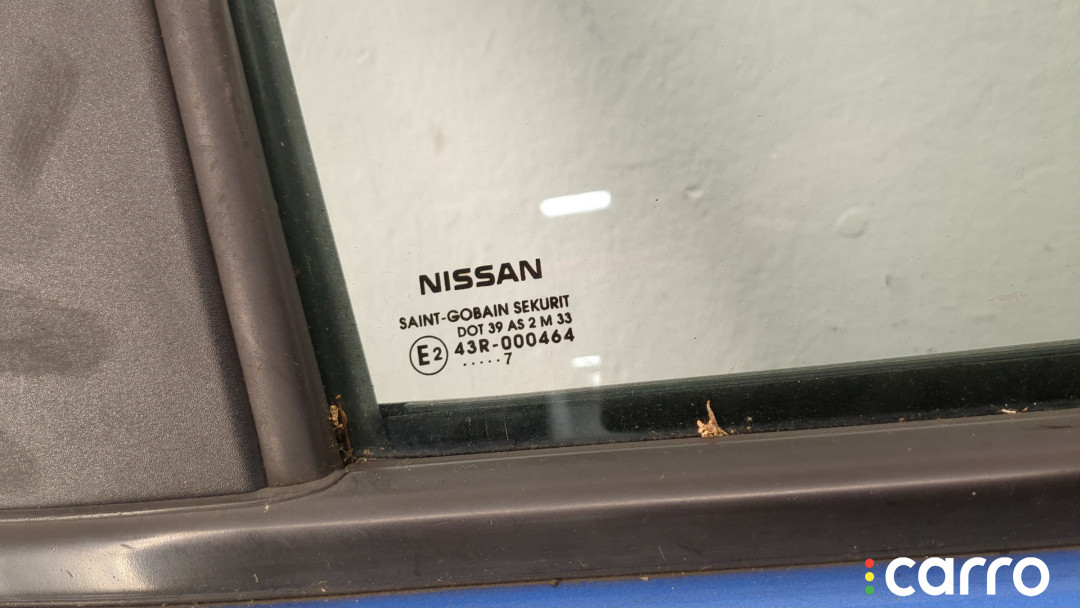 NISSAN
SAINT-GOBAIN SEKURIT
DOT 39 AS 2 M 33
E2 43R-000464
.....7
carro